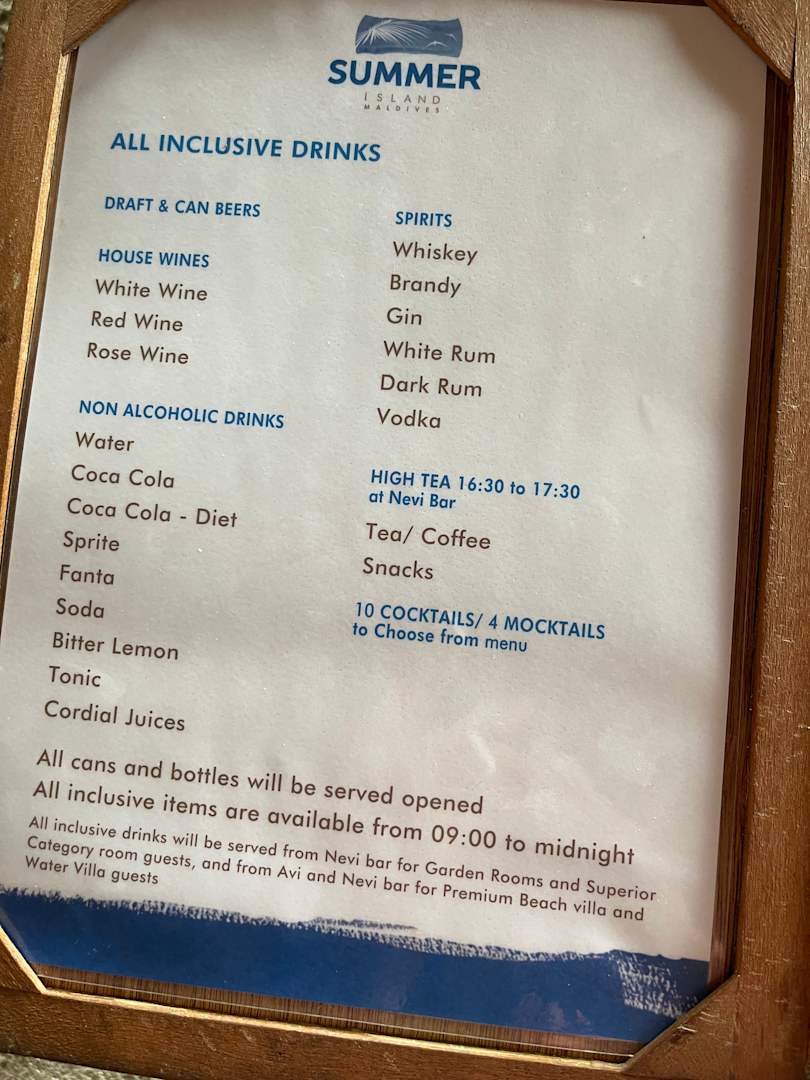 SUMMER
ISLAND
MALDIVES
ALL INCLUSIVE DRINKS
DRAFT & CAN BEERS
HOUSE WINES
White Wine
Red Wine
Rose Wine
NON ALCOHOLIC DRINKS
Water
Coca Cola
Coca Cola - Diet
Sprite
Fanta
Soda
Bitter Lemon
Tonic
Cordial Juices
SPIRITS
Whiskey
Brandy
Gin
White Rum
Dark Rum
Vodka
HIGH TEA 16:30 to 17:30
at Nevi Bar
Tea/ Coffee
Snacks
10 COCKTAILS/ 4 MOCKTAILS
to Choose from menu
All cans and bottles will be served opened
All inclusive items are available from 09:00 to midnight
All inclusive drinks will be served from Nevi bar for Garden Rooms and Superior
Category room guests, and from Avi and Nevi bar for Premium Beach villa and
Water Villa guests